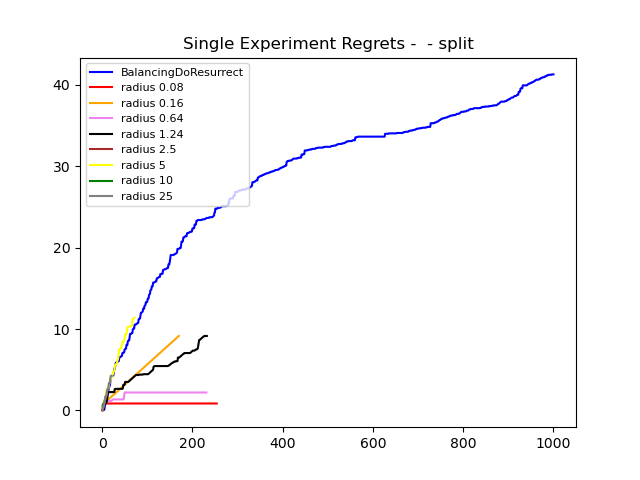 Single Experiment Regrets -  - split
BalancingDoResurrect
radius 0.08
radius 0.16
radius 0.64
radius 1.24
radius 2.5
radius 5
radius 10
radius 25
40
30
20
10
0
0 200 400 600 800 1000